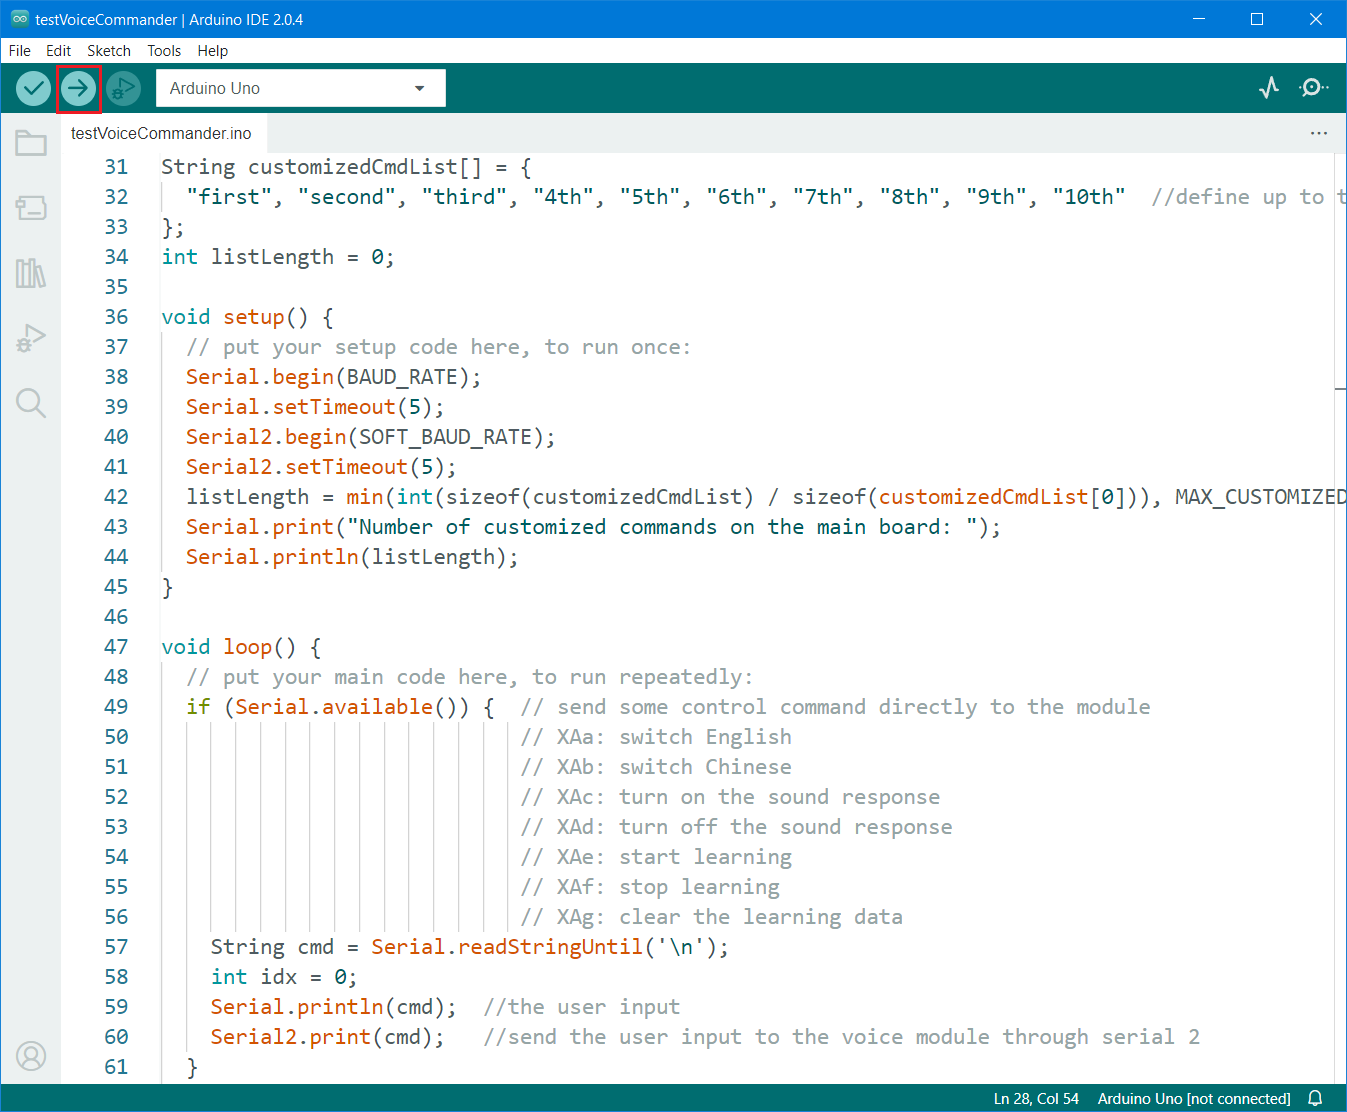 testVoiceCommander | Arduino IDE 2.0.4
File Edit Sketch Tools Help
Arduino Uno
testVoiceCommander.ino
31 String customizedCmdList[] = {
32 "first", "second", "third", "4th", "5th", "6th", "7th", "8th", "9th", "10th" //define up to t
33 };
34 int listLength = 0;
35
36 void setup() {
37 // put your setup code here, to run once:
38 Serial.begin(BAUD_RATE);
39 Serial.setTimeout(5);
40 Serial2.begin(SOFT_BAUD_RATE);
41 Serial2.setTimeout(5);
42 listLength = min(int(sizeof(customizedCmdList) / sizeof(customizedCmdList[0])), MAX_CUSTOMIZED
43 Serial.print("Number of customized commands on the main board: ");
44 Serial.println(listLength);
45 }
46
47 void loop() {
48 // put your main code here, to run repeatedly:
49 if (Serial.available()) { // send some control command directly to the module
50 // XAa: switch English
51 // XAb: switch Chinese
52 // XAc: turn on the sound response
53 // XAd: turn off the sound response
54 // XAe: start learning
55 // XAf: stop learning
56 // XAg: clear the learning data
57 String cmd = Serial.readStringUntil('\n');
58 int idx = 0;
59 Serial.println(cmd); //the user input
60 Serial2.print(cmd); //send the user input to the voice module through serial 2
61 }
Ln 28, Col 54 Arduino Uno [not connected]